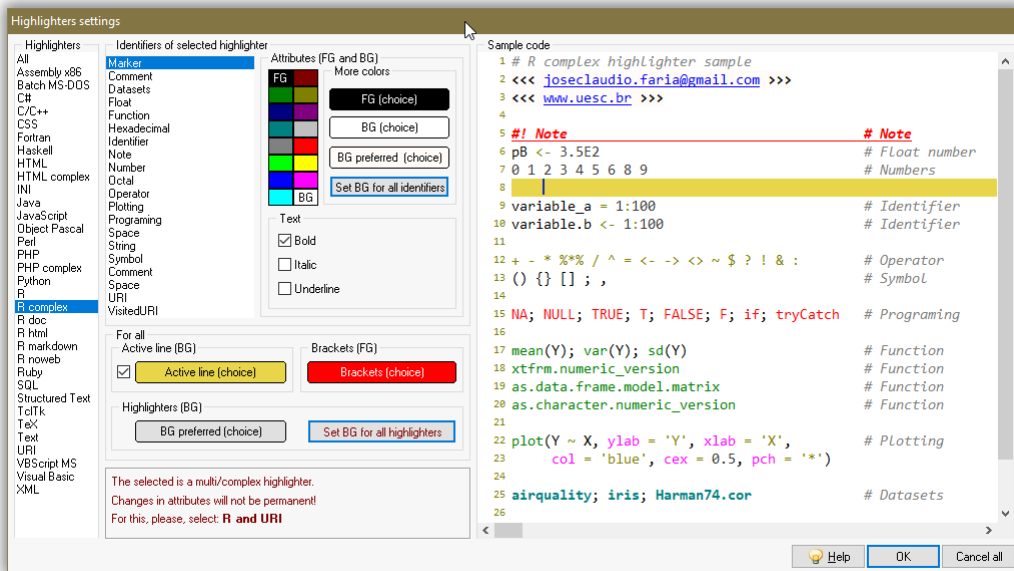 Highlighters settings
Highlighters
All
Assembly x86
Batch MS-DOS
C#
C/C++
CSS
Fortran
Haskell
HTML
HTML complex
INI
Java
JavaScript
Object Pascal
Perl
PHP
PHP complex
Python
R
R complex
R doc
R html
R markdown
R noweb
Ruby
SQL
Structured Text
TclTk
TeX
Text
URI
VBScript MS
Visual Basic
XML
Identifiers of selected highlighter
Marker
Comment
Datasets
Float
Function
Hexadecimal
Identifier
Note
Number
Octal
Operator
Plotting
Programing
Space
String
Symbol
Comment
Space
URI
VisitedURI
Attributes (FG and BG)
FG
BG
More colors
FG (choice)
BG (choice)
BG preferred (choice)
Set BG for all identifiers
Text
Bold
Italic
Underline
For all
Active line (BG)
Active line (choice)
Brackets (FG)
Brackets (choice)
Highlighters (BG)
BG preferred (choice)
Set BG for all highlighters
The selected is a multi/complex highlighter.
Changes in attributes will not be permanent!
For this, please, select: R and URI
Sample code
1 # R complex highlighter sample
2 <<< joseclaudio.faria@gmail.com >>>
3 <<< www.uesc.br >>>
4
5 #! Note # Note
6 pB <- 3.5E2 # Float number
7 0 1 2 3 4 5 6 8 9 # Numbers
8
9 variable_a = 1:100 # Identifier
10 variable.b <- 1:100 # Identifier
11
12 + - * %*% / ^ = <- -> <> ~ $ ? ! & : # Operator
13 () {} [] ; , # Symbol
14
15 NA; NULL; TRUE; T; FALSE; F; if; tryCatch # Programing
16
17 mean(Y); var(Y); sd(Y) # Function
18 xtfrm.numeric_version # Function
19 as.data.frame.model.matrix # Function
20 as.character.numeric_version # Function
21
22 plot(Y ~ X, ylab = 'Y', xlab = 'X', # Plotting
23 col = 'blue', cex = 0.5, pch = '*')
24
25 airquality; iris; Harman74.cor # Datasets
26
Help
OK
Cancel all